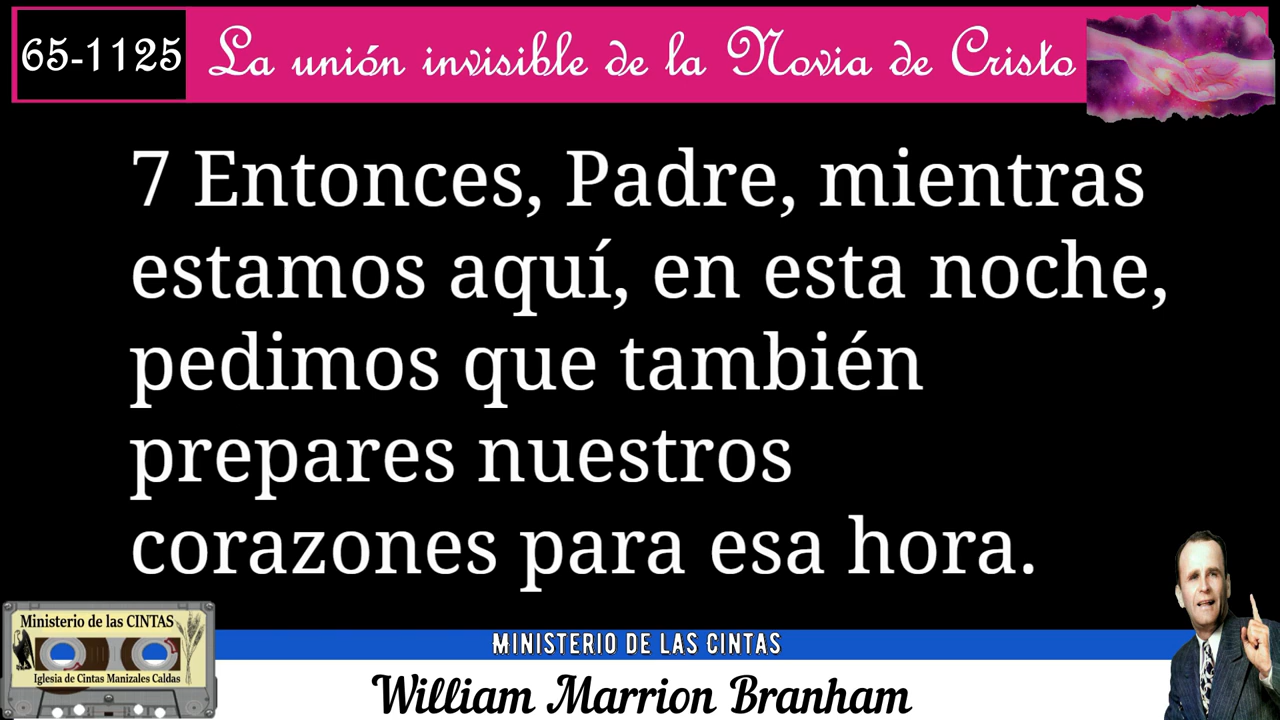 65-1125 La unión invisible de la Novia de Cristo
7 Entonces, Padre, mientras
estamos aquí, en esta noche,
pedimos que también
prepares nuestros
corazones para esa hora.
Ministerio de las CINTAS
Iglesia de Cintas Manizales Caldas
MINISTERIO DE LAS CINTAS
William Marrion Branham